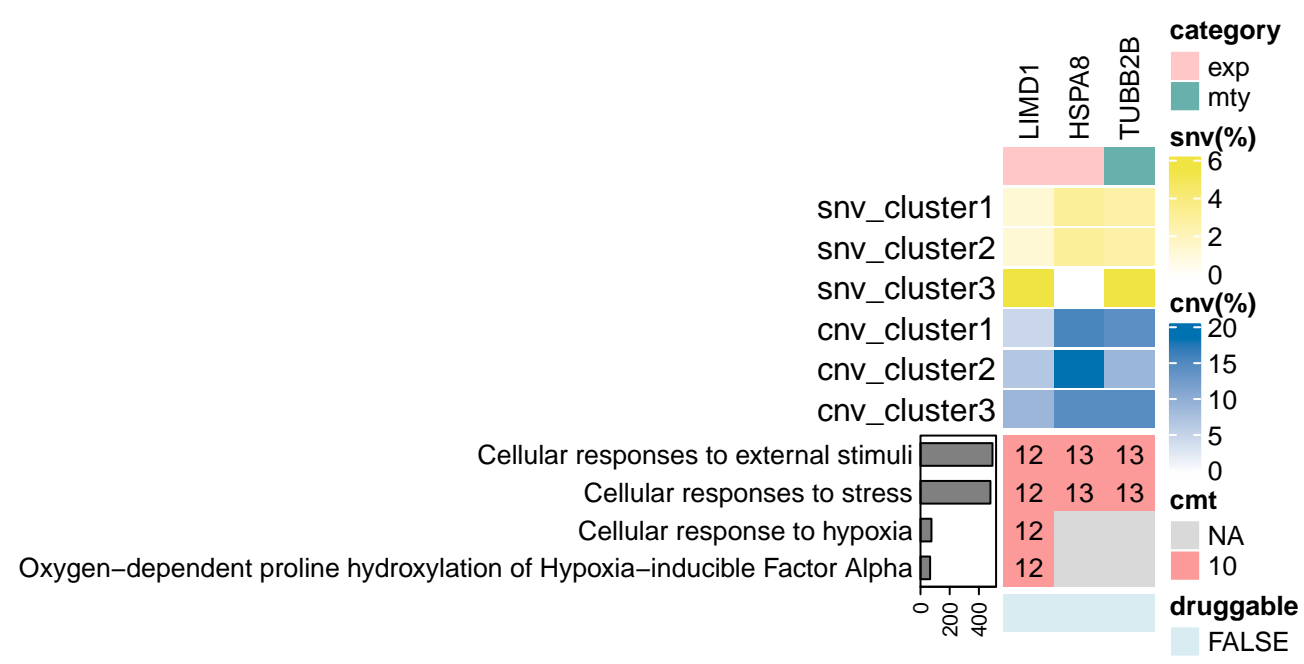 category
exp
mty
LIMD1
HSPA8
TUBB2B
snv(%)
6
4
2
0
snv_cluster1
snv_cluster2
snv_cluster3
cnv_cluster1
cnv_cluster2
cnv_cluster3
cnv(%)
20
15
10
5
0
Cellular responses to external stimuli 12 13 13
Cellular responses to stress 12 13 13
Cellular response to hypoxia 12
Oxygen−dependent proline hydroxylation of Hypoxia−inducible Factor Alpha 12
cmt
NA
10
0
200
400
druggable
FALSE